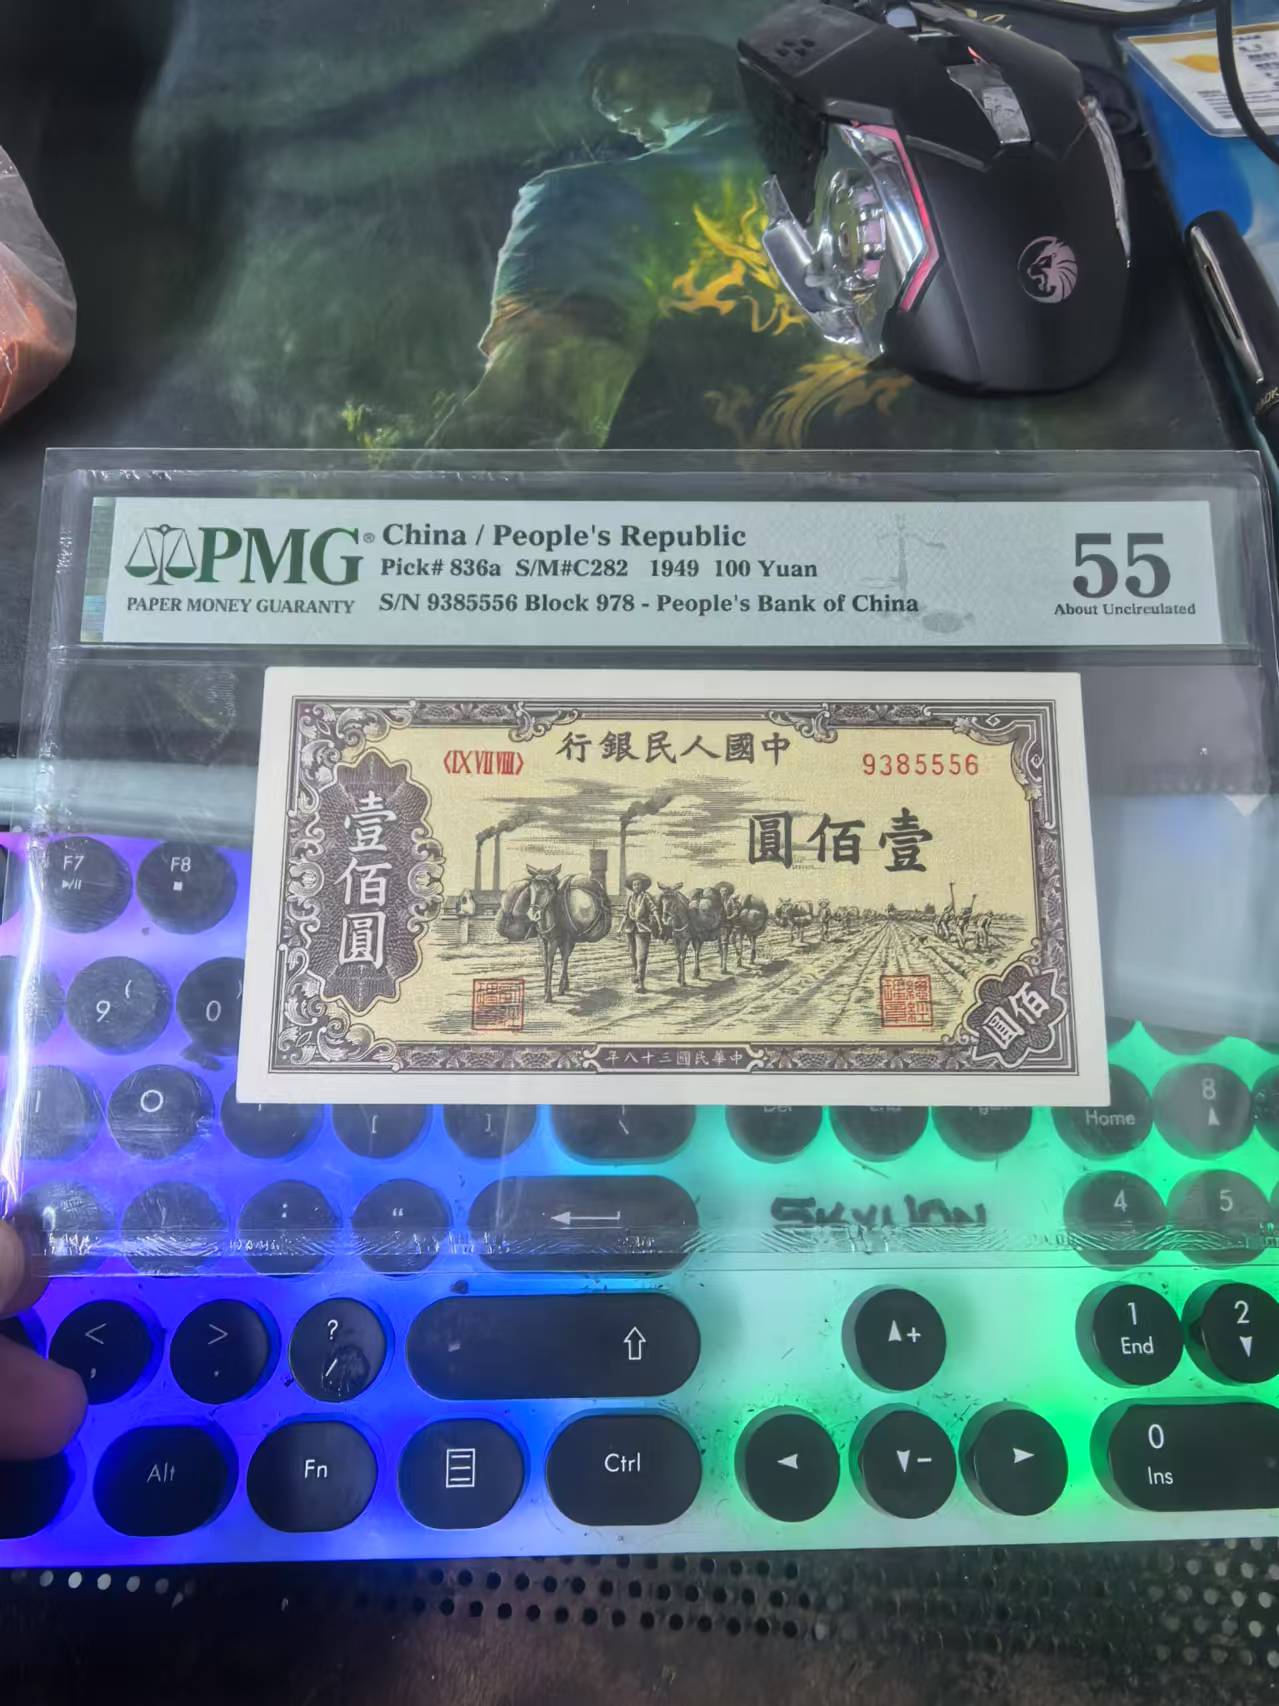 PMG® China / People's Republic
Pick# 836a S/M#C282 1949 100 Yuan
PAPER MONEY GUARANTY S/N 9385556 Block 978 - People's Bank of China
55
About Uncirculated
行銀民人國中
〈IX VII VIII〉
9385556
圓佰壹
壹佰圓
佰圓
年八十三國民華中
F7
F8
9 (
0 )
O
[
]
\
Home
8
:
“
SKYLION
4
5
<
,
>
.
?
/
+
1
End
2
Alt
Fn
Ctrl
-
0
Ins